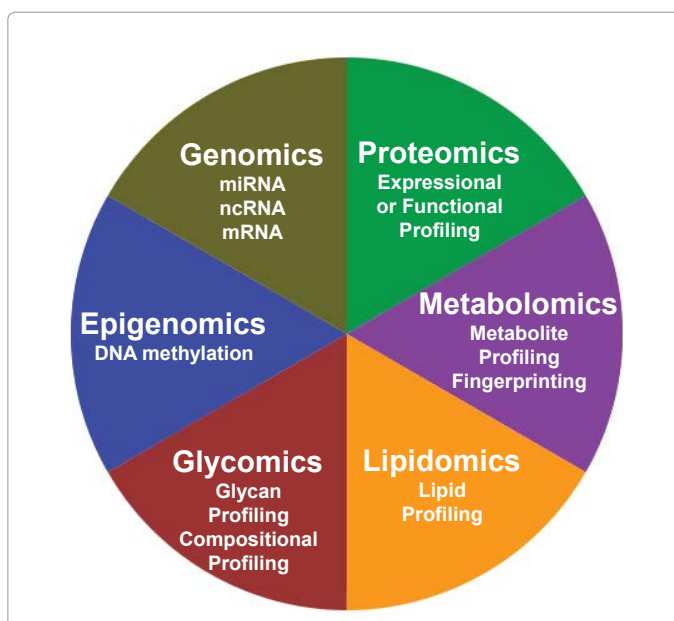 Genomics
miRNA
ncRNA
mRNA
Proteomics
Expressional
or Functional
Profiling
Metabolomics
Metabolite
Profiling
Fingerprinting
Lipidomics
Lipid
Profiling
Glycomics
Glycan
Profiling
Compositional
Profiling
Epigenomics
DNA methylation